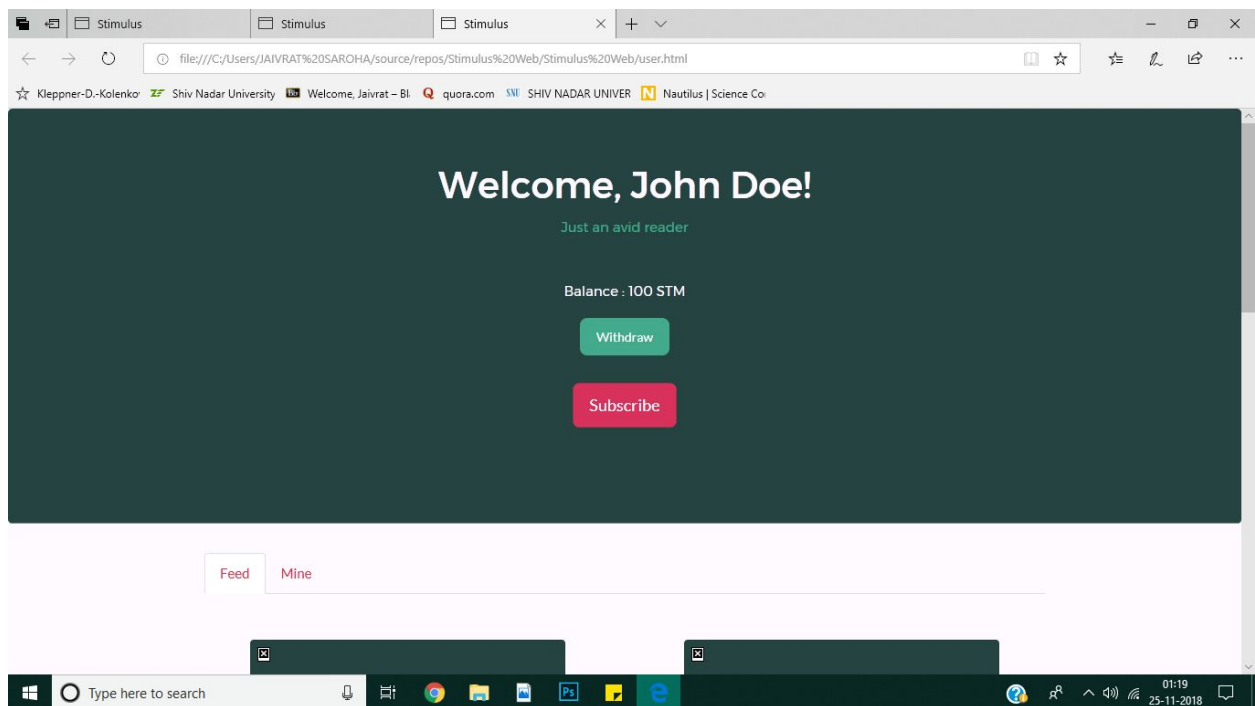 Stimulus
Stimulus
Stimulus
file:///C:/Users/JAIVRAT%20SAROHA/source/repos/Stimulus%20Web/Stimulus%20Web/user.html
Kleppner-D.-Kolenko
Shiv Nadar University
Welcome, Jaivrat – Bl
quora.com
SNU SHIV NADAR UNIVER
Nautilus | Science Co
Welcome, John Doe!
Just an avid reader
Balance : 100 STM
Withdraw
Subscribe
Feed Mine
Type here to search
Ps
01:19
25-11-2018